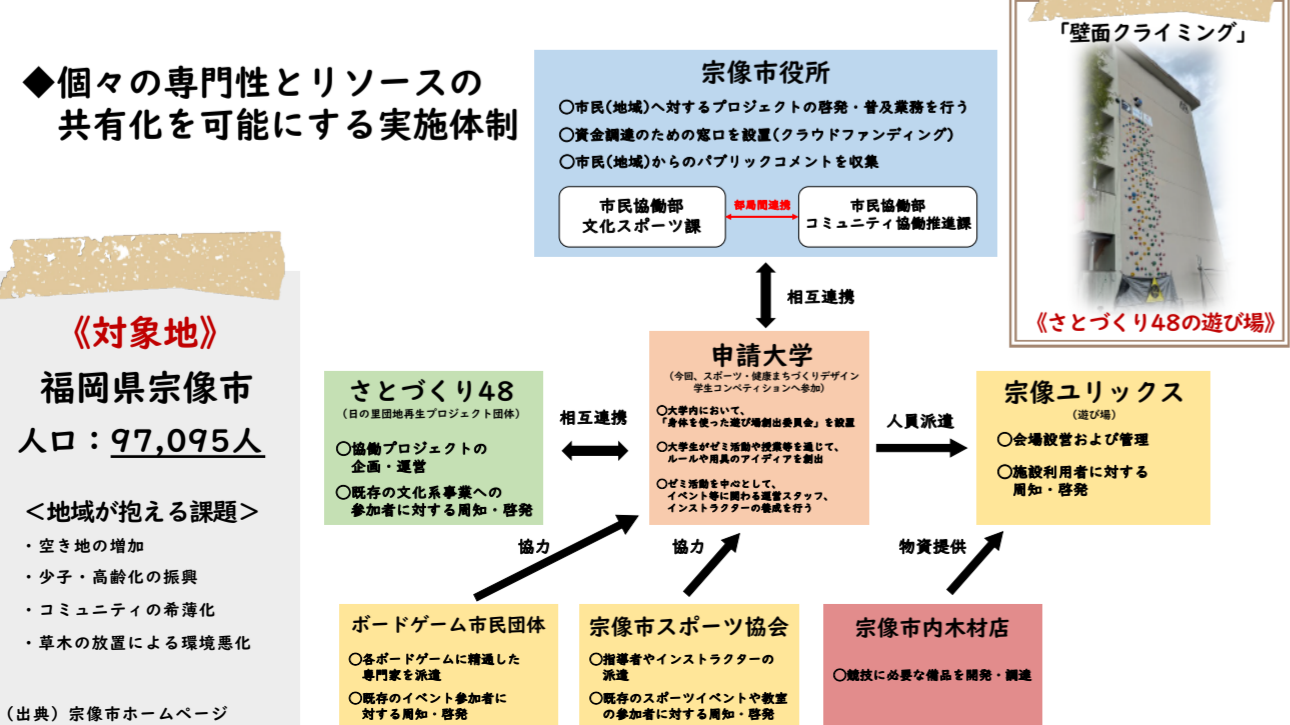 ◆個々の専門性とリソースの
共有化を可能にする実施体制
「壁面クライミング」
《さとづくり48の遊び場》
宗像市役所
〇市民(地域)へ対するプロジェクトの啓発・普及業務を行う
〇資金調達のための窓口を設置(クラウドファンディング)
〇市民(地域)からのパブリックコメントを収集
市民協働部
文化スポーツ課
部局間連携
市民協働部
コミュニティ協働推進課
相互連携
《対象地》
福岡県宗像市
人口：97,095人
＜地域が抱える課題＞
・空き地の増加
・少子・高齢化の振興
・コミュニティの希薄化
・草木の放置による環境悪化
（出典）宗像市ホームページ
さとづくり48
（日の里団地再生プロジェクト団体）
〇協働プロジェクトの
企画・運営
〇既存の文化系事業への
参加者に対する周知・啓発
相互連携
申請大学
（今回、スポーツ・健康まちづくりデザイン
学生コンペティションへ参加）
〇大学内において、
「身体を使った遊び場創出委員会」を設置
〇大学生がゼミ活動や授業等を通じて、
ルールや用具のアイディアを創出
〇ゼミ活動を中心として、
イベント等に関わる運営スタッフ、
インストラクターの養成を行う
人員派遣
宗像ユリックス
（遊び場）
〇会場設営および管理
〇施設利用者に対する
周知・啓発
協力
協力
物資提供
ボードゲーム市民団体
〇各ボードゲームに精通した
専門家を派遣
〇既存のイベント参加者に
対する周知・啓発
宗像市スポーツ協会
〇指導者やインストラクターの
派遣
〇既存のスポーツイベントや教室
の参加者に対する周知・啓発
宗像市内木材店
〇競技に必要な備品を開発・調達